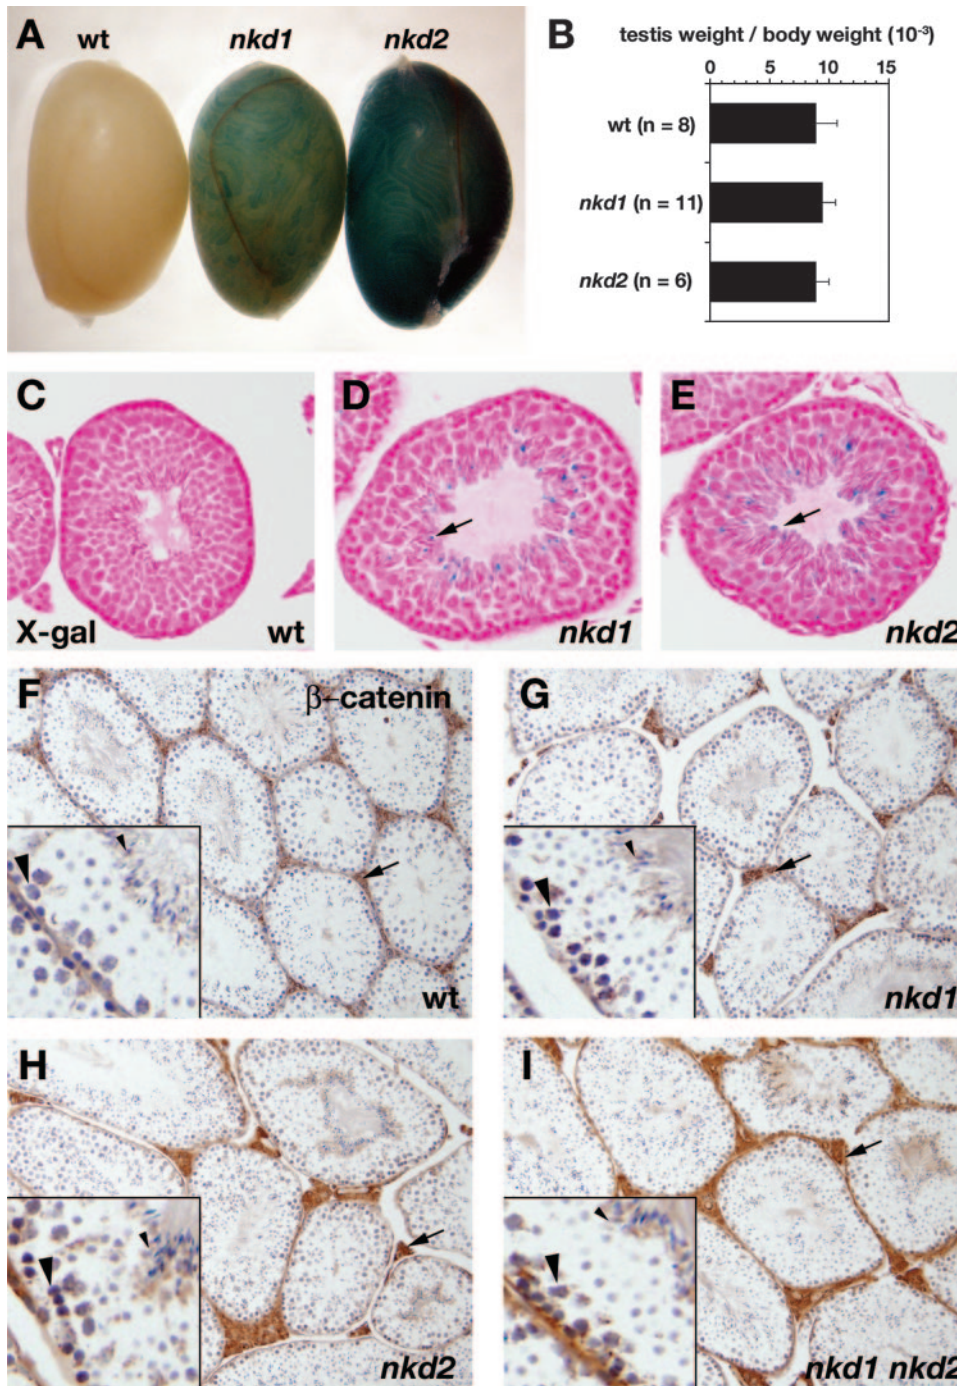 A wt nkd1 nkd2
B testis weight / body weight (10⁻³)
0 5 10 15
wt (n = 8)
nkd1 (n = 11)
nkd2 (n = 6)
C D E
X-gal wt nkd1 nkd2
F β–catenin G
wt nkd1
H I
nkd2 nkd1 nkd2